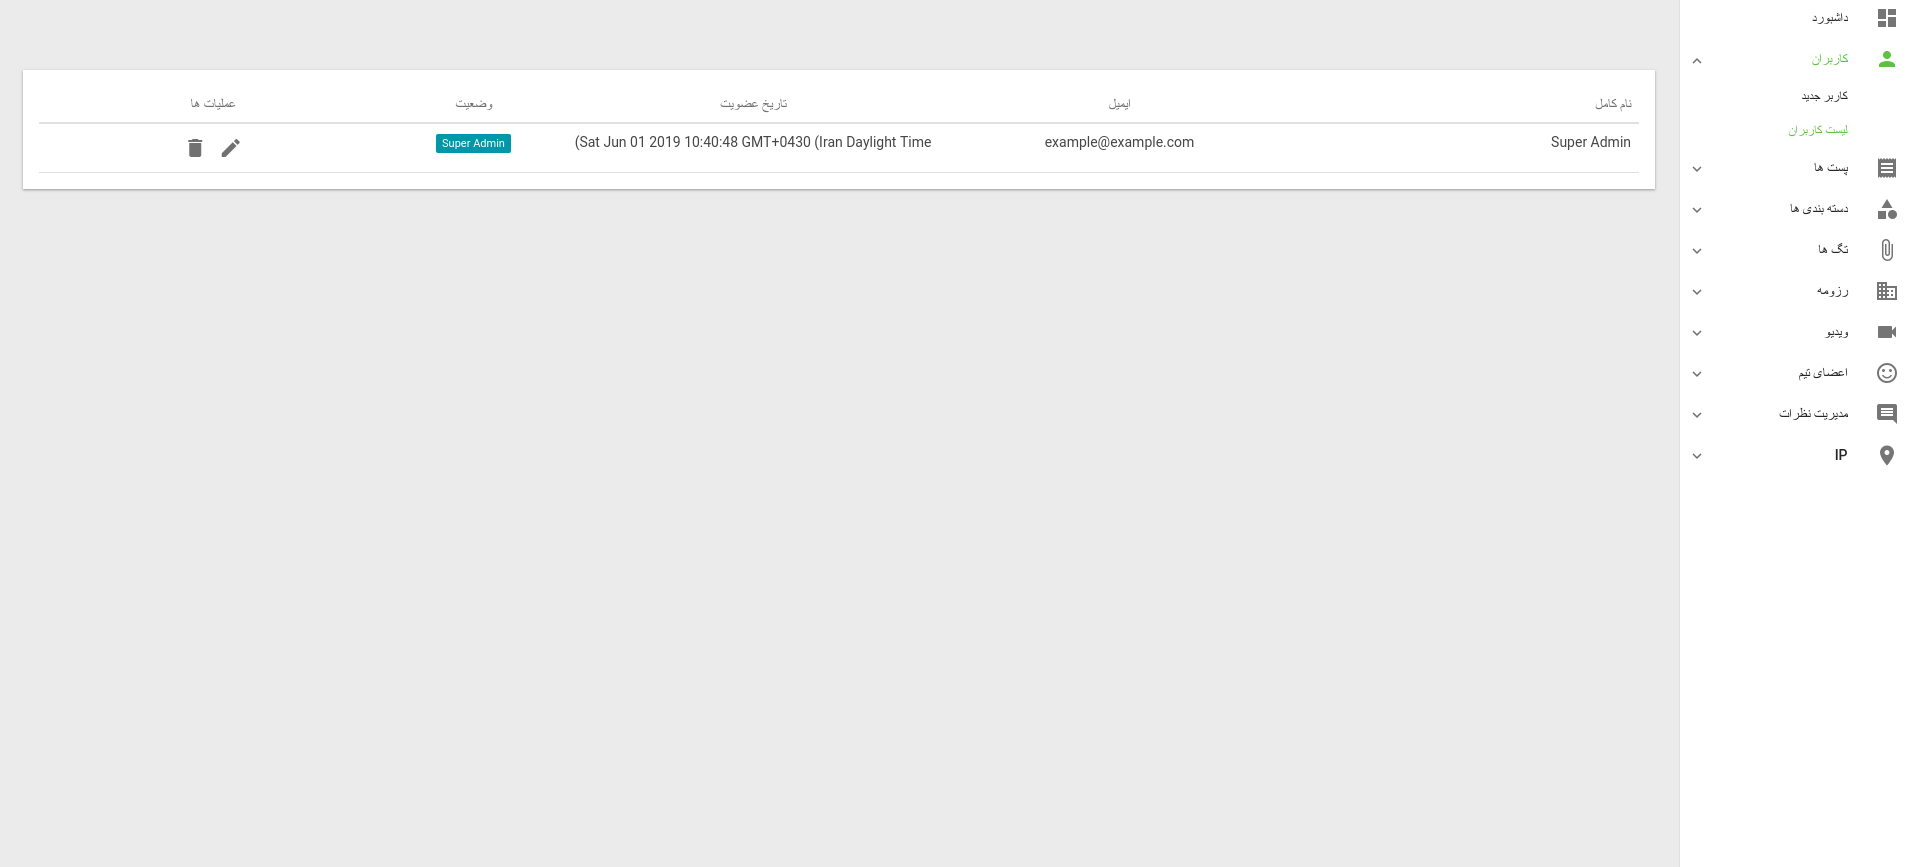 داشبورد
کاربران
کاربر جدید
لیست کاربران
پست ها
دسته بندی ها
تگ ها
رزومه
ویدیو
اعضای تیم
مدیریت نظرات
IP
نام کامل ایمیل تاریخ عضویت وضعیت عملیات ها
Super Admin example@example.com (Sat Jun 01 2019 10:40:48 GMT+0430 (Iran Daylight Time Super Admin